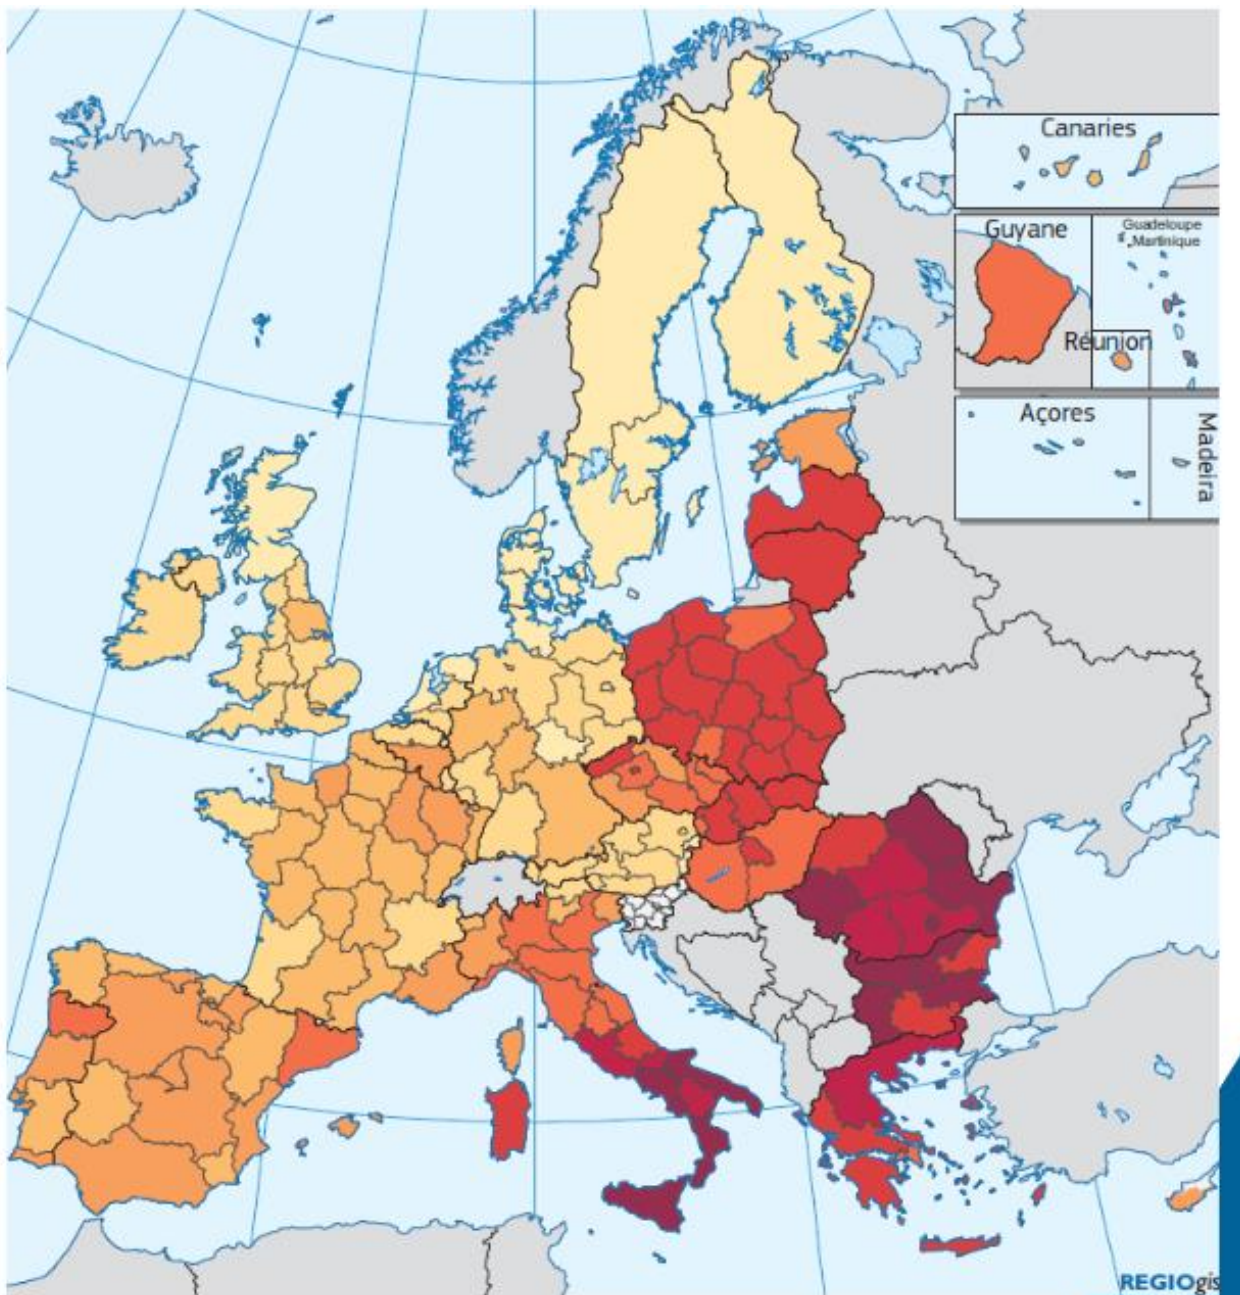 Canaries
Guyane
Guadeloupe
Martinique
Réunion
Açores
Madeira
REGIOgis